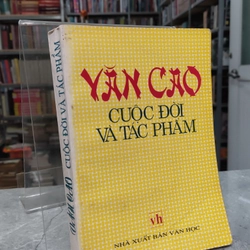 VĂN CAO
CUỘC ĐỜI
VÀ TÁC PHẨM
vh
NHÀ XUẤT BẢN VĂN HỌC
VĂN CAO CUỘC ĐỜI VÀ TÁC PHẨM